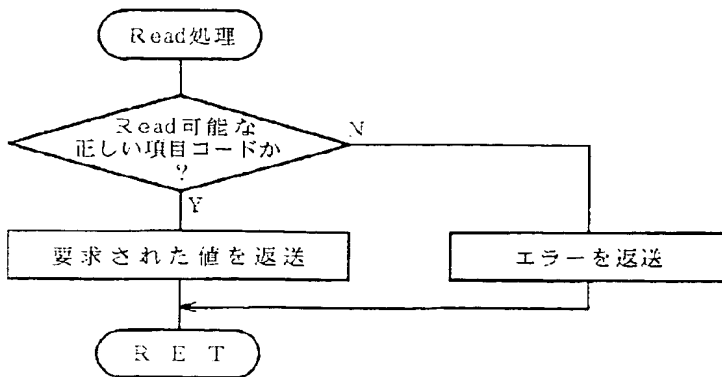 Read処理
Read可能な
正しい項目コードか
?
N
Y
要求された値を返送
エラーを返送
R E T